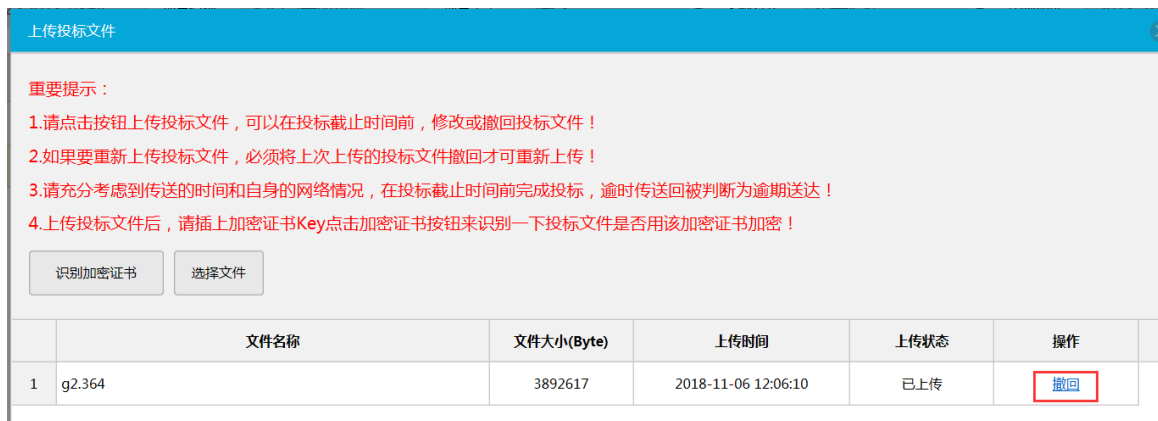 上传投标文件
重要提示：
1.请点击按钮上传投标文件，可以在投标截止时间前，修改或撤回投标文件！
2.如果要重新上传投标文件，必须将上次上传的投标文件撤回才可重新上传！
3.请充分考虑到传送的时间和自身的网络情况，在投标截止时间前完成投标，逾时传送回被判断为逾期送达！
4.上传投标文件后，请插上加密证书Key点击加密证书按钮来识别一下投标文件是否用该加密证书加密！
识别加密证书 选择文件
文件名称 文件大小(Byte) 上传时间 上传状态 操作
1 g2.364 3892617 2018-11-06 12:06:10 已上传 撤回